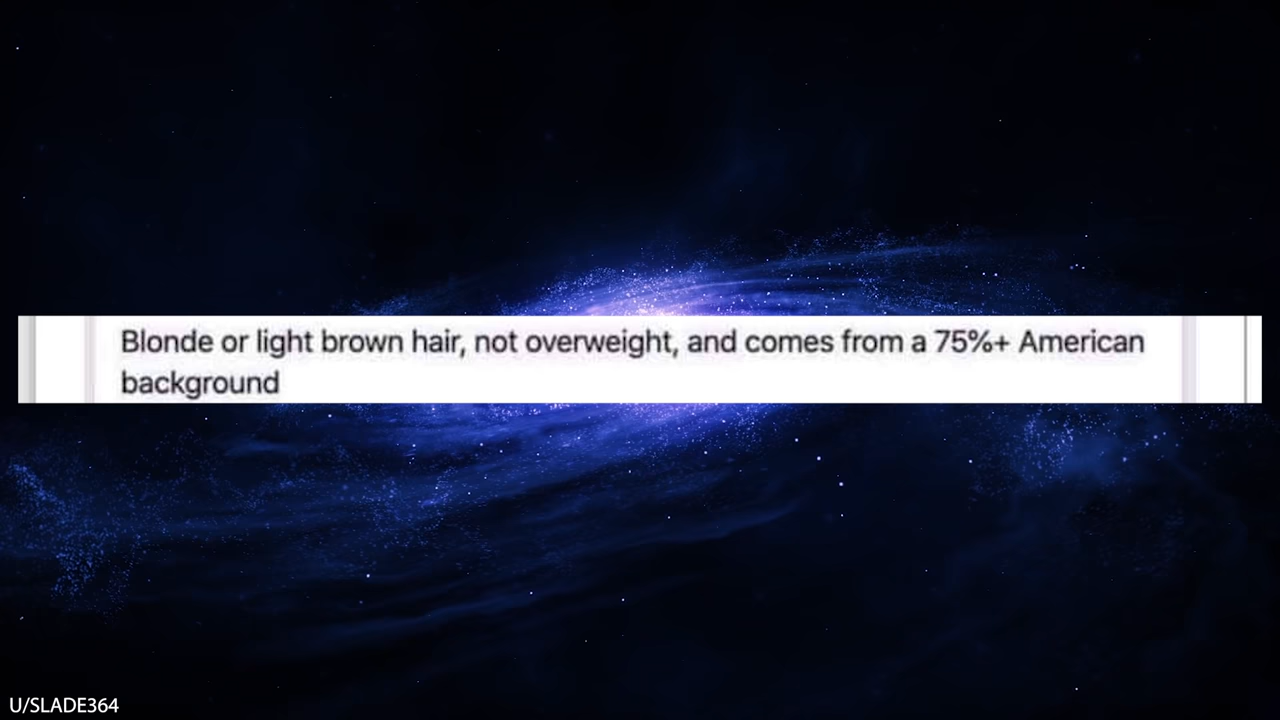 Blonde or light brown hair, not overweight, and comes from a 75%+ American
background
U/SLADE364